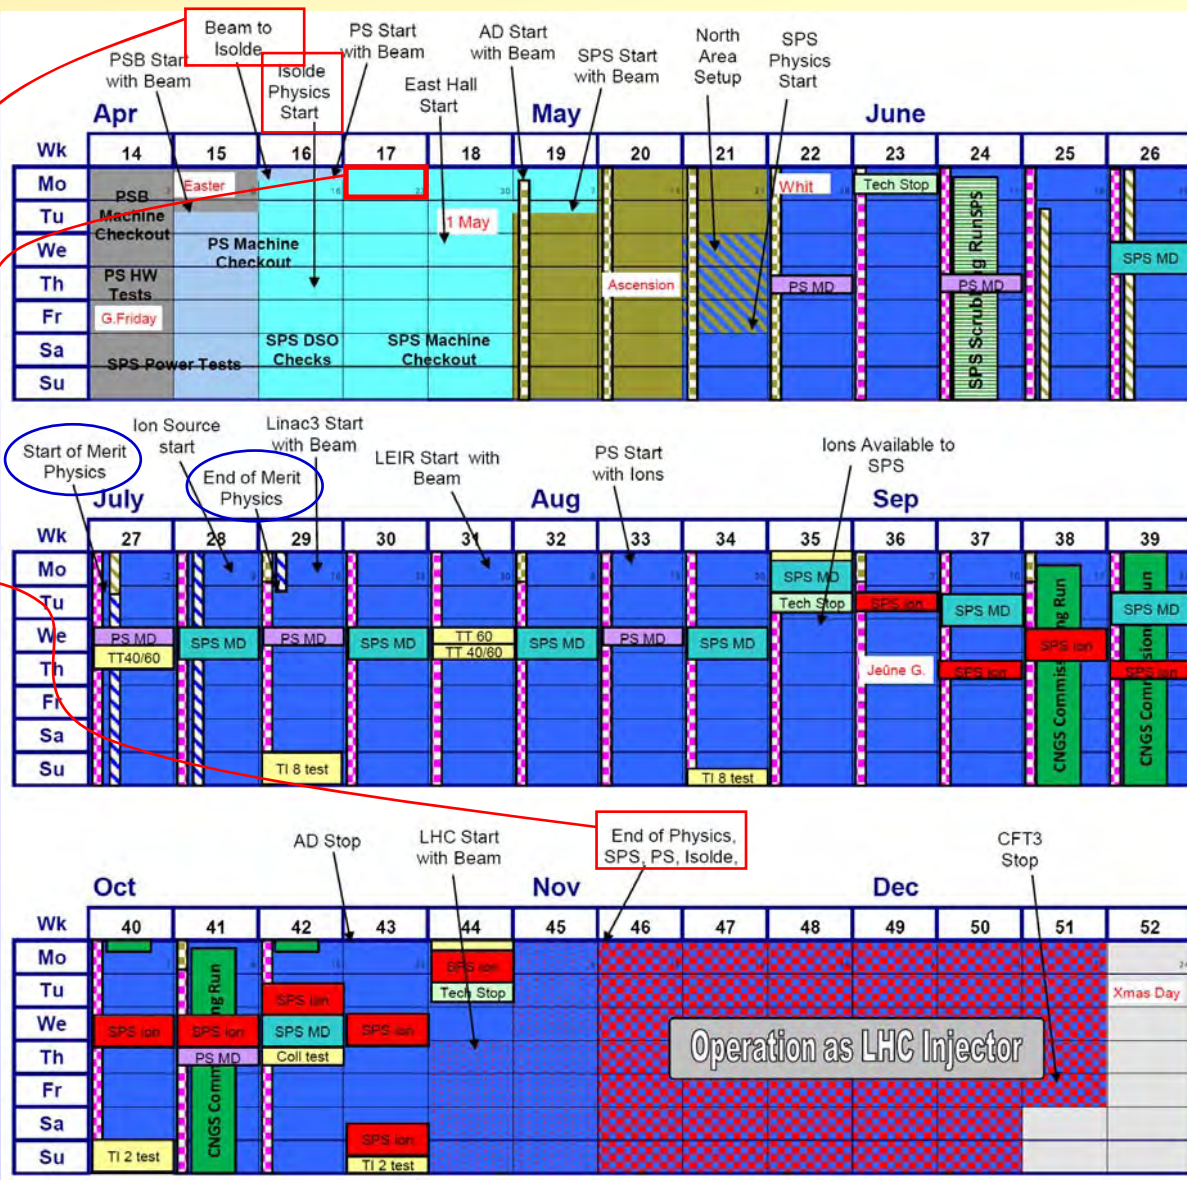 Beam to
Isolde
PSB Start
with Beam
Isolde
Physics
Start
PS Start
with Beam
East Hall
Start
AD Start
with Beam
SPS Start
with Beam
North
Area
Setup
SPS
Physics
Start
Apr
May
June
Wk 14 15 16 17 18 19 20 21 22 23 24 25 26
Mo
Tu
We
Th
Fr
Sa
Su
PSB
Machine
Checkout
PS HW
Tests
G.Friday
SPS Power Tests
Easter
PS Machine
Checkout
SPS DSO
Checks
SPS Machine
Checkout
1 May
Ascension
Whit
PS MD
Tech Stop
SPS Scrubbing RunSPS
PS MD
SPS MD
Start of Merit
Physics
Ion Source
start
End of Merit
Physics
Linac3 Start
with Beam
LEIR Start with
Beam
PS Start
with Ions
Ions Available to
SPS
July
Aug
Sep
Wk 27 28 29 30 31 32 33 34 35 36 37 38 39
Mo
Tu
We
Th
Fr
Sa
Su
PS MD
TT40/60
SPS MD
PS MD
TI 8 test
SPS MD
TT 60
TT 40/60
SPS MD
PS MD
SPS MD
TI 8 test
SPS MD
Tech Stop
SPS ion
Jeûne G.
SPS MD
SPS ion
SPS ion
CNGS Commiss ng Run
SPS MD
SPS ion
CNGS Comm sion un
AD Stop
LHC Start
with Beam
End of Physics,
SPS, PS, Isolde,
CFT3
Stop
Oct
Nov
Dec
Wk 40 41 42 43 44 45 46 47 48 49 50 51 52
Mo
Tu
We
Th
Fr
Sa
Su
SPS ion
TI 2 test
SPS ion
PS MD
CNGS Comm ng Run
SPS ion
SPS MD
Coll test
SPS ion
SPS ion
TI 2 test
SPS ion
Tech Stop
Operation as LHC Injector
Xmas Day